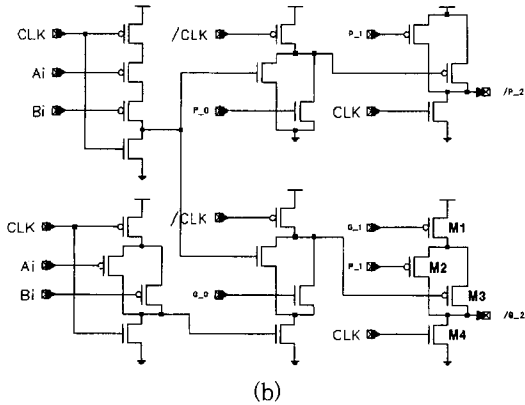 CLK
Ai
Bi
/CLK
P_0
P_1
CLK
/P_2
CLK
Ai
Bi
/CLK
G_0
G_1
M1
P_1
M2
M3
/G_2
CLK
M4
(b)